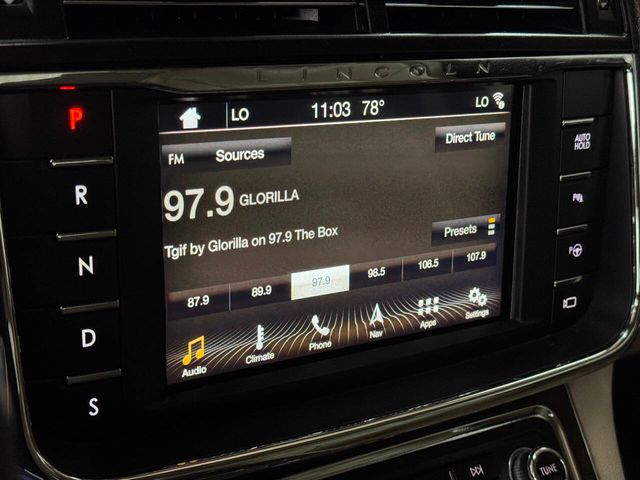 LINCOLN
P
R
N
D
S
LO 11:03 78° LO
FM Sources
Direct Tune
97.9 GLORILLA
Tgif by Glorilla on 97.9 The Box
Presets
87.9 89.9 97.9 98.5 106.5 107.9
Audio Climate Phone Nav Apps Settings
AUTO
HOLD
P
TUNE